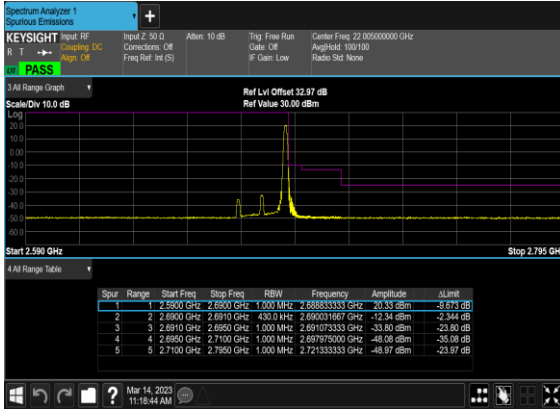 Spectrum Analyzer 1
Spurious Emissions
KEYSIGHT Input: RF Input Z: 50 Ω Atten: 10 dB Trig: Free Run Center Freq: 22.005000000 GHz
R T Coupling: DC Corrections: Off Gate: Off Avg|Hold: 100/100
Align: Off Freq Ref: Int (S) IF Gain: Low Radio Std: None
PASS
3 All Range Graph
Ref Lvl Offset 32.97 dB
Scale/Div 10.0 dB Ref Value 30.00 dBm
Log
20.0
10.0
0.00
-10.0
-20.0
-30.0
-40.0
-50.0
-60.0
Start 2.590 GHz Stop 2.795 GH
4 All Range Table
Spur Range Start Freq Stop Freq RBW Frequency Amplitude ΔLimit
1 1 2.5900 GHz 2.6900 GHz 1.000 MHz 2.688833333 GHz 20.33 dBm -9.673 dB
2 2 2.6900 GHz 2.6910 GHz 430.0 kHz 2.690031667 GHz -12.34 dBm -2.344 dB
3 3 2.6910 GHz 2.6950 GHz 1.000 MHz 2.691073333 GHz -33.80 dBm -23.80 dB
4 4 2.6950 GHz 2.7100 GHz 1.000 MHz 2.697975000 GHz -48.08 dBm -35.08 dB
5 5 2.7100 GHz 2.7950 GHz 1.000 MHz 2.721333333 GHz -48.97 dBm -23.97 dB
Mar 14, 2023
11:18:44 AM